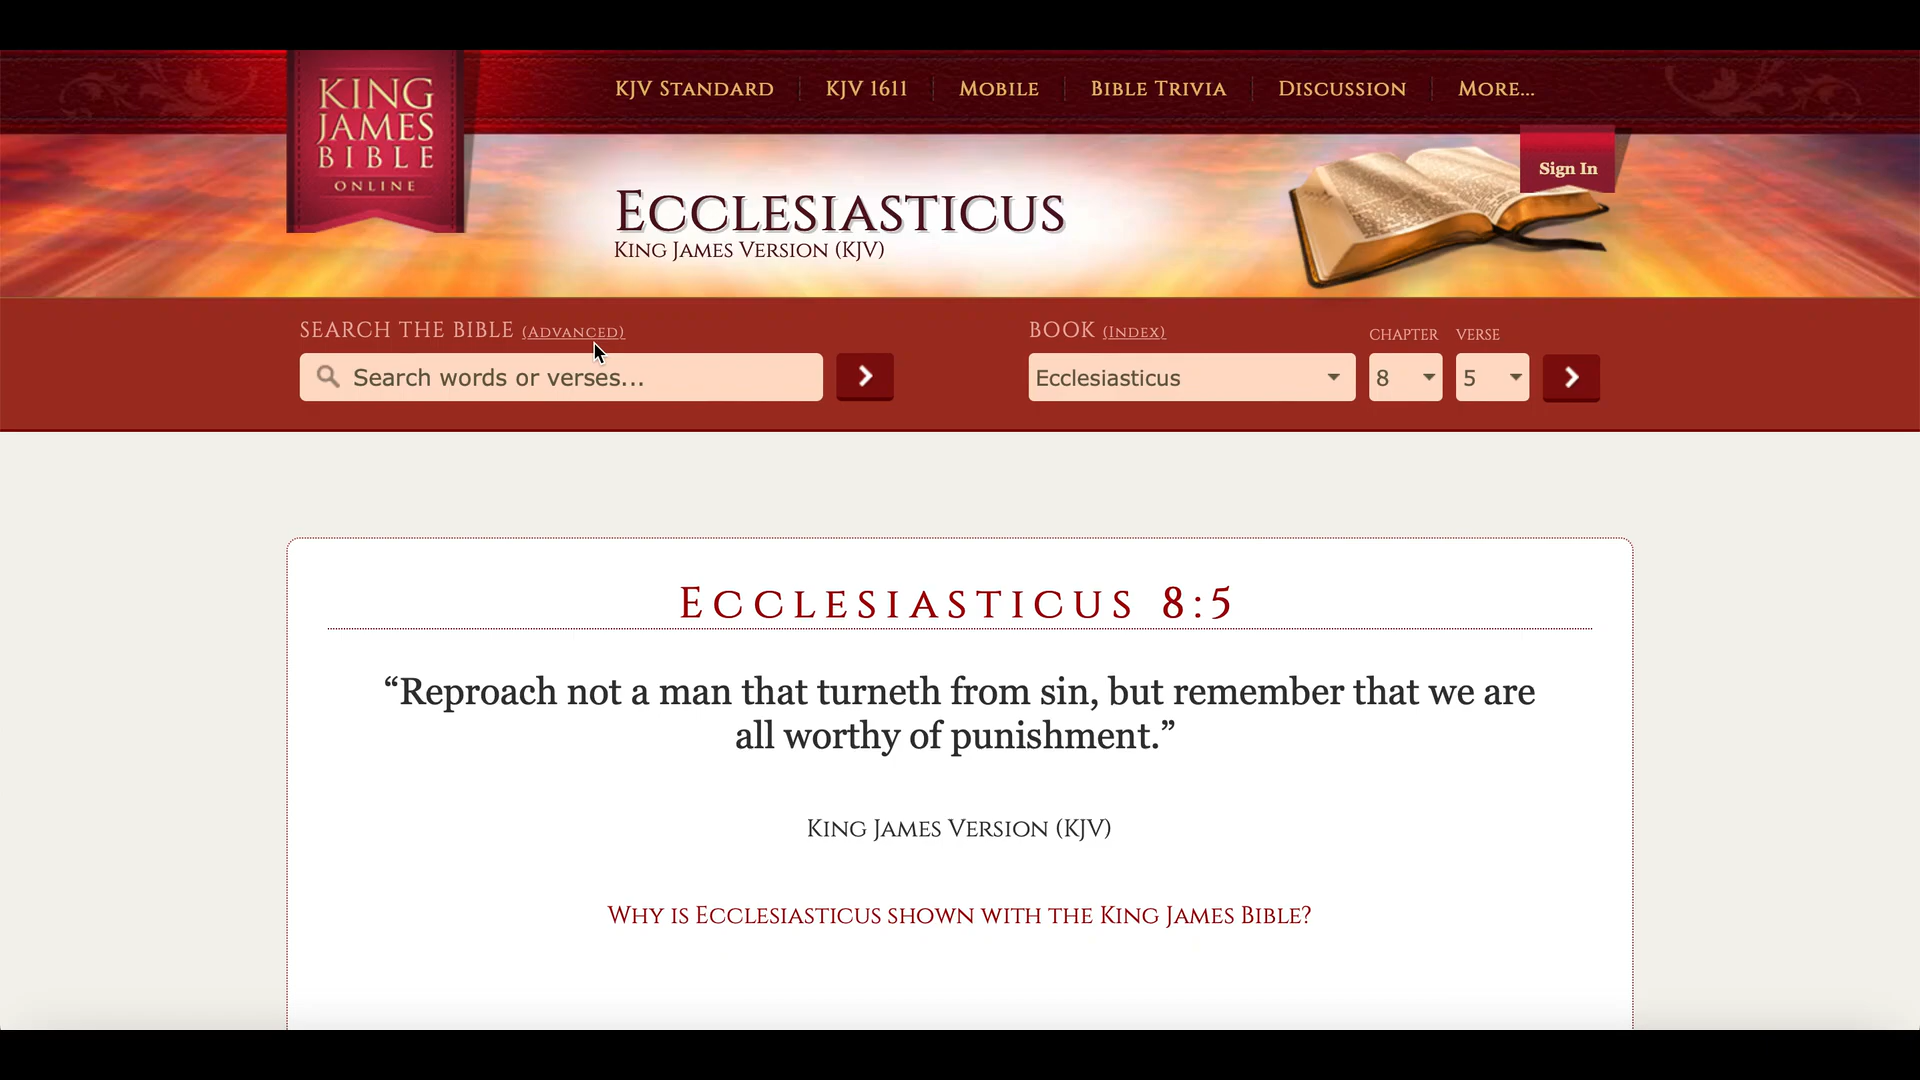 KING
JAMES
BIBLE
ONLINE
KJV STANDARD
KJV 1611
MOBILE
BIBLE TRIVIA
DISCUSSION
MORE...
Sign In
ECCLESIASTICUS
KING JAMES VERSION (KJV)
SEARCH THE BIBLE (ADVANCED)
BOOK (INDEX)
CHAPTER
VERSE
Search words or verses...
Ecclesiasticus
8
5
ECCLESIASTICUS 8:5
“Reproach not a man that turneth from sin, but remember that we are
all worthy of punishment.”
KING JAMES VERSION (KJV)
WHY IS ECCLESIASTICUS SHOWN WITH THE KING JAMES BIBLE?